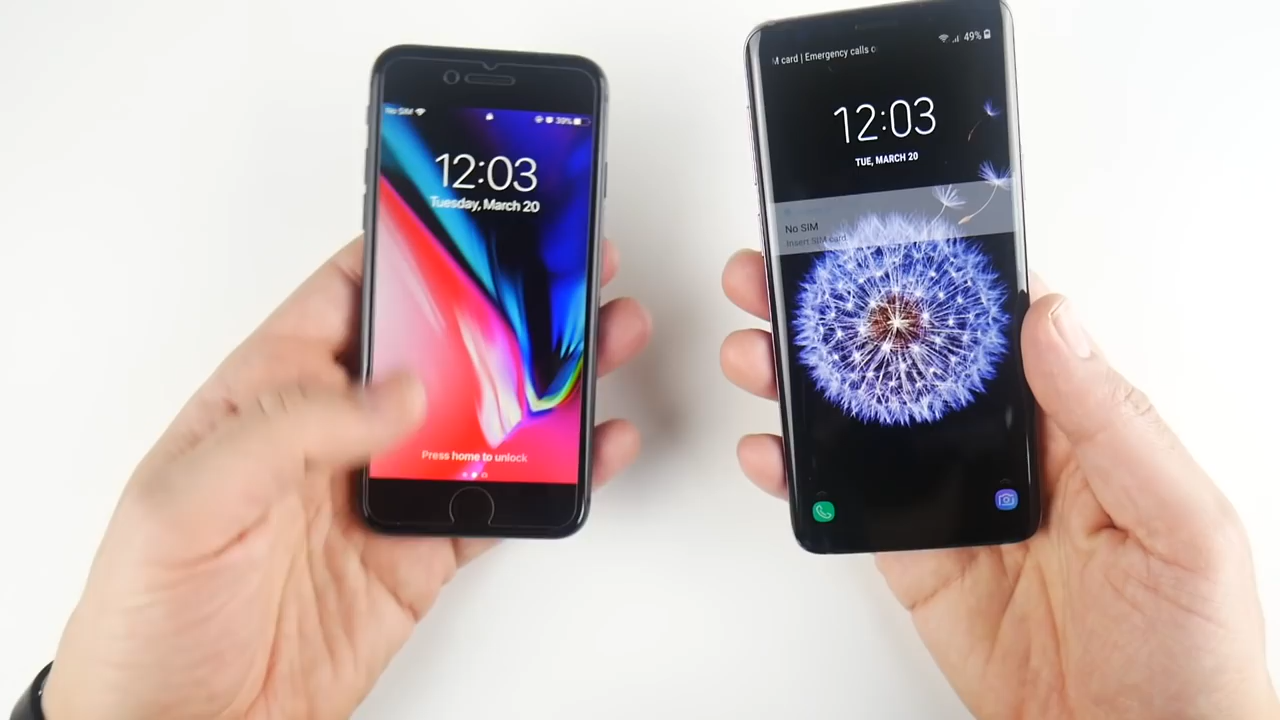 No SIM 39%
12:03
Tuesday, March 20
Press home to unlock
M card | Emergency calls o 49%
12:03
TUE, MARCH 20
No SIM
Insert SIM card.